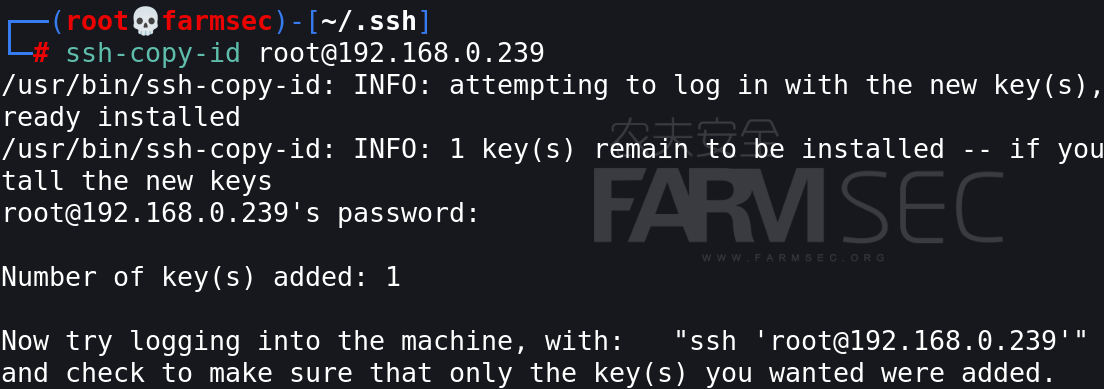 (root💀farmsec)-[~/.ssh]
# ssh-copy-id root@192.168.0.239
/usr/bin/ssh-copy-id: INFO: attempting to log in with the new key(s),
ready installed
/usr/bin/ssh-copy-id: INFO: 1 key(s) remain to be installed -- if you
tall the new keys
root@192.168.0.239's password:
农末安全
FARMSEC
WWW.FARMSEC.ORG
Number of key(s) added: 1
Now try logging into the machine, with:   "ssh 'root@192.168.0.239'"
and check to make sure that only the key(s) you wanted were added.